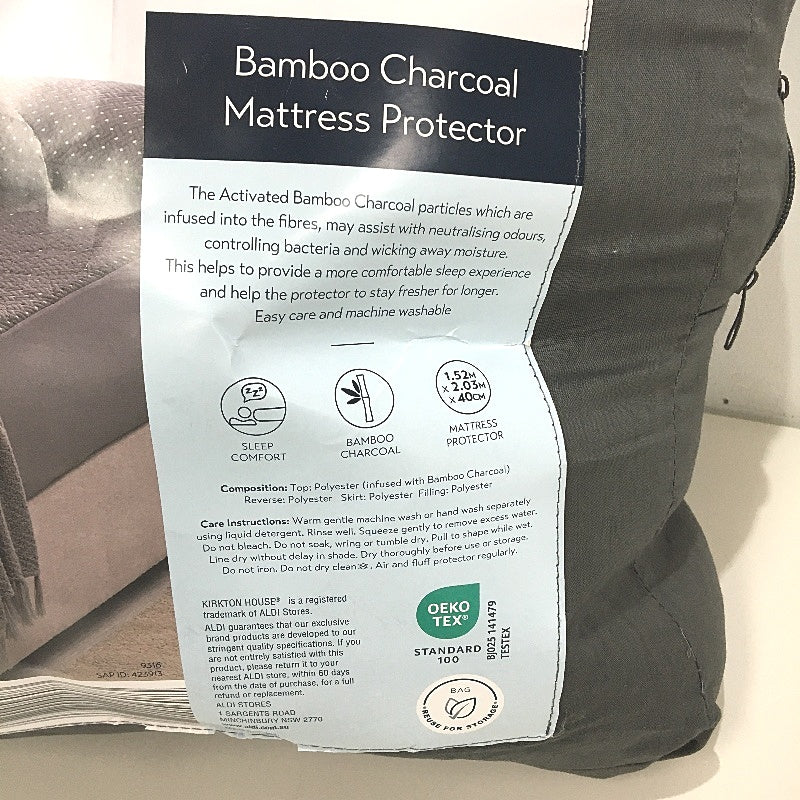 Bamboo Charcoal
Mattress Protector
The Activated Bamboo Charcoal particles which are
infused into the fibres, may assist with neutralising odours,
controlling bacteria and wicking away moisture.
This helps to provide a more comfortable sleep experience
and help the protector to stay fresher for longer.
Easy care and machine washable
ZZZ
SLEEP
COMFORT
BAMBOO
CHARCOAL
1.52M
X 2.03M
X 40CM
MATTRESS
PROTECTOR
Composition: Top: Polyester (infused with Bamboo Charcoal)
Reverse: Polyester Skirt: Polyester Filling: Polyester
Care Instructions: Warm gentle machine wash or hand wash separately
using liquid detergent. Rinse well. Squeeze gently to remove excess water.
Do not bleach. Do not soak, wring or tumble dry. Pull to shape while wet.
Line dry without delay in shade. Dry thoroughly before use or storage.
Do not iron. Do not dry clean. Air and fluff protector regularly.
KIRKTON HOUSE® is a registered
trademark of ALDI Stores.
ALDI guarantees that our exclusive
brand products are developed to our
stringent quality specifications. If you
are not entirely satisfied with this
product, please return it to your
nearest ALDI store, within 60 days
from the date of purchase, for a full
refund or replacement.
ALDI STORES
1 SARGENTS ROAD
MINCHINBURY NSW 2770
www.aldi.com.au
OEKO
TEX®
STANDARD
100
BJ025 141479
TESTEX
BAG
REUSE FOR STORAGE
9316
SAP ID: 423913